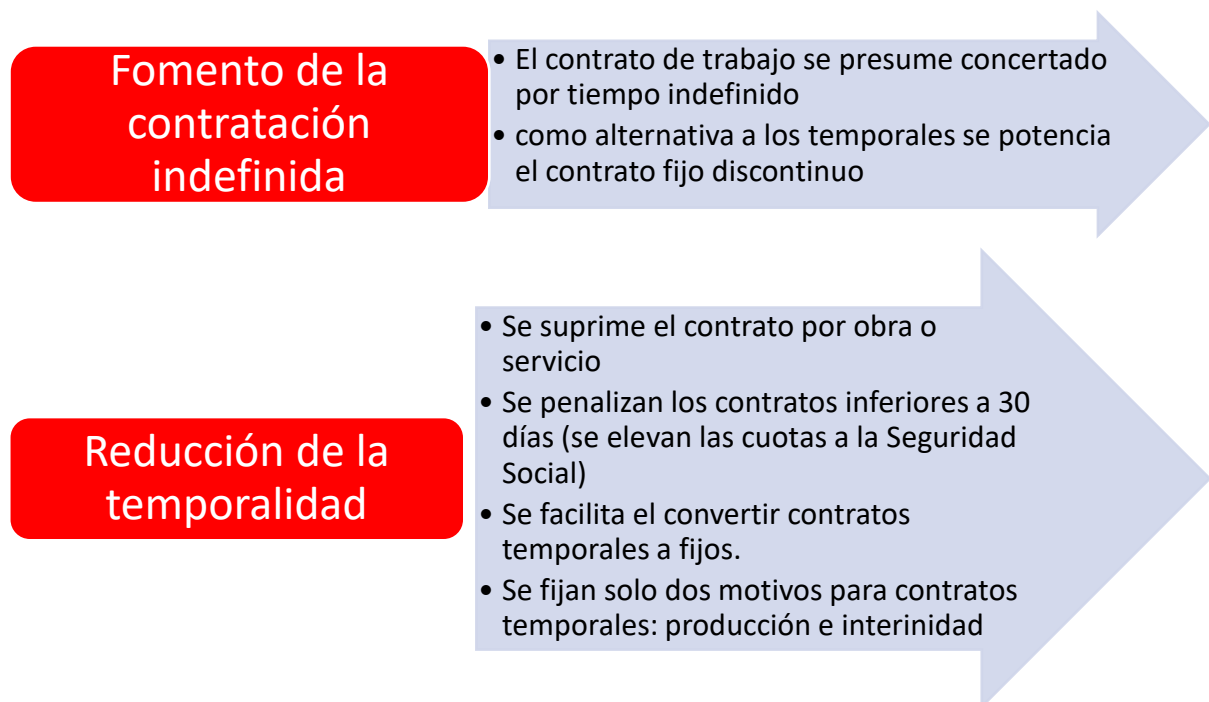 Fomento de la
contratación
indefinida
• El contrato de trabajo se presume concertado
por tiempo indefinido
• como alternativa a los temporales se potencia
el contrato fijo discontinuo
Reducción de la
temporalidad
• Se suprime el contrato por obra o
servicio
• Se penalizan los contratos inferiores a 30
días (se elevan las cuotas a la Seguridad
Social)
• Se facilita el convertir contratos
temporales a fijos.
• Se fijan solo dos motivos para contratos
temporales: producción e interinidad